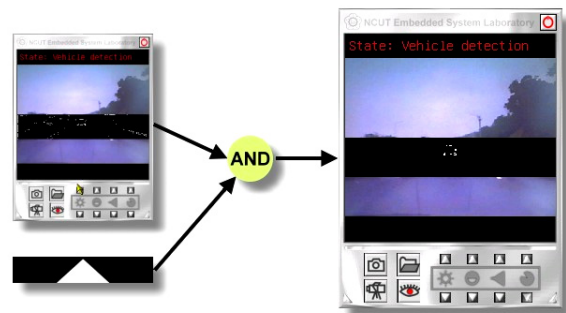 NCUT Embedded System Laboratory
State: Vehicle detection
AND
NCUT Embedded System Laboratory
State: Vehicle detection